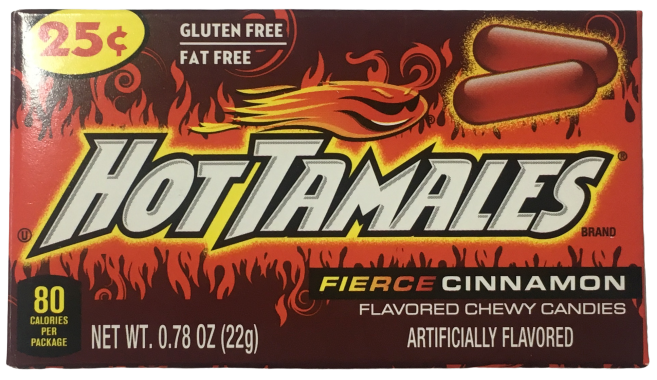 25¢
GLUTEN FREE
FAT FREE
HOT TAMALES®
Ⓤ
BRAND
FIERCE CINNAMON
FLAVORED CHEWY CANDIES
ARTIFICIALLY FLAVORED
80
CALORIES
PER
PACKAGE
NET WT. 0.78 OZ (22g)